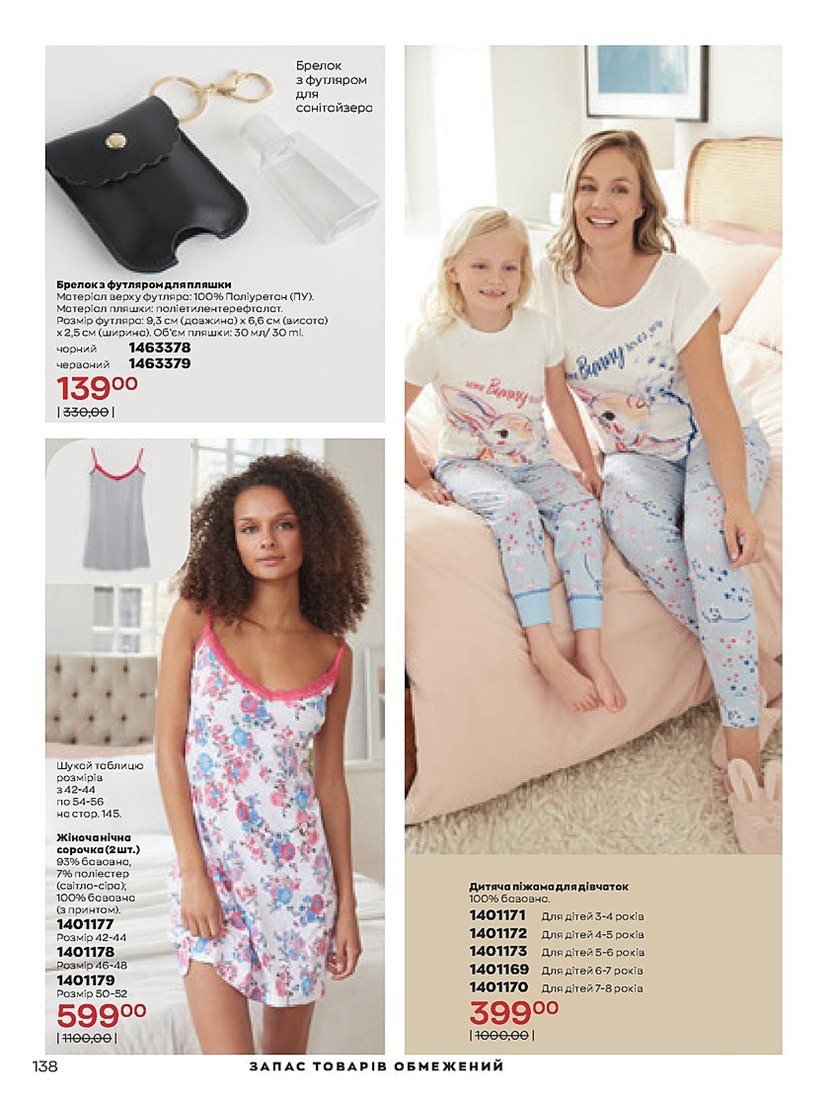 Брелок
з футляром
для
санітайзера
Брелок з футляром для пляшки
Матеріал верху футляра: 100% Поліуретан (ПУ).
Матеріал пляшки: поліетилентерефталат.
Розмір футляра: 9,3 см (довжина) x 6,6 см (висота)
x 2,5 см (ширина). Об'єм пляшки: 30 мл/ 30 ml.
чорний 1463378
червоний 1463379
139⁰⁰
|330,00|
Шукай таблицю
розмірів
з 42-44
по 54-56
на стор. 145.
Жіноча нічна
сорочка (2 шт.)
93% бавовна,
7% поліестер
(світло-сіра);
100% бавовна
(з принтом).
1401177
Розмір 42-44
1401178
Розмір 46-48
1401179
Розмір 50-52
599⁰⁰
|1100,00|
Bunny
Bunny
Дитяча піжама для дівчаток
100% бавовна.
1401171 Для дітей 3-4 років
1401172 Для дітей 4-5 років
1401173 Для дітей 5-6 років
1401169 Для дітей 6-7 років
1401170 Для дітей 7-8 років
399⁰⁰
|1000,00|
138
ЗАПАС ТОВАРІВ ОБМЕЖЕНИЙ